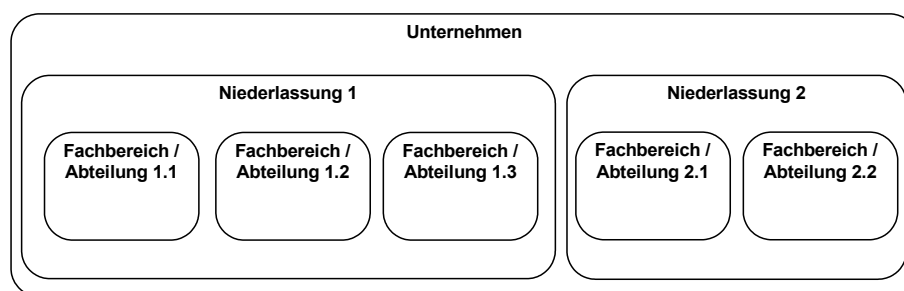 Unternehmen
Niederlassung 1
Fachbereich /
Abteilung 1.1
Fachbereich /
Abteilung 1.2
Fachbereich /
Abteilung 1.3
Niederlassung 2
Fachbereich /
Abteilung 2.1
Fachbereich /
Abteilung 2.2